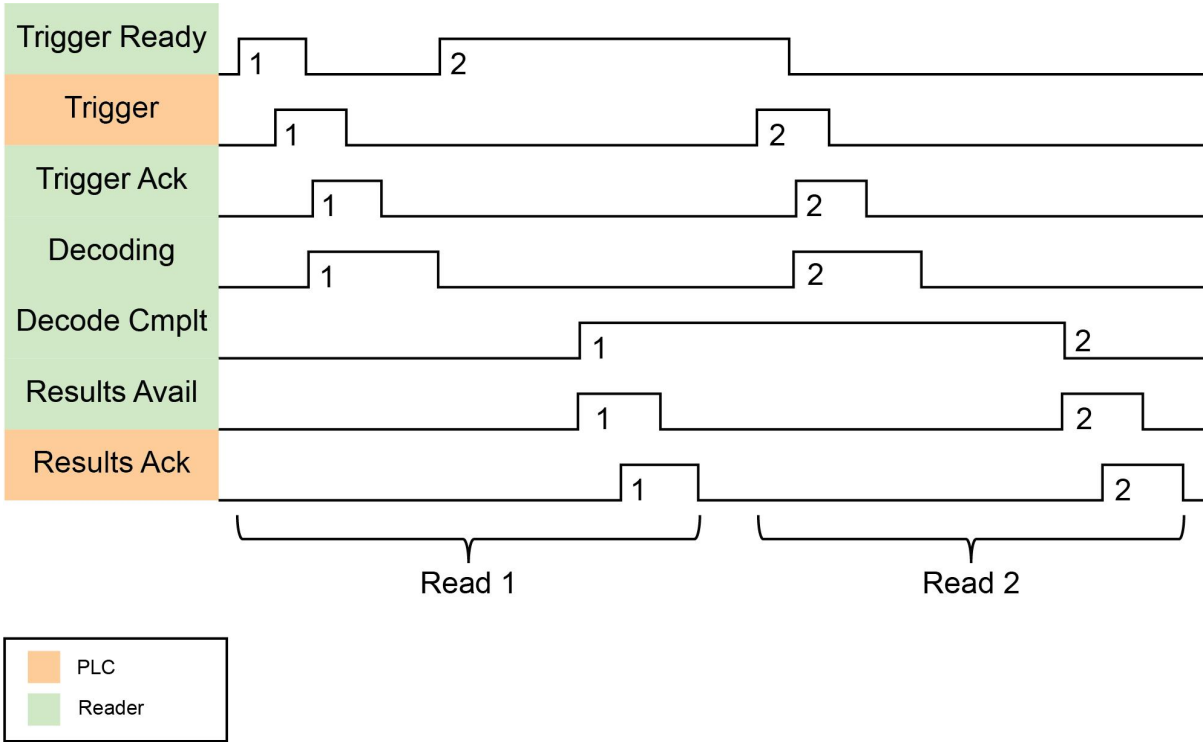 Trigger Ready
1
2
Trigger
1
2
Trigger Ack
1
2
Decoding
1
2
Decode Cmplt
1
2
Results Avail
1
2
Results Ack
1
2
Read 1
Read 2
PLC
Reader